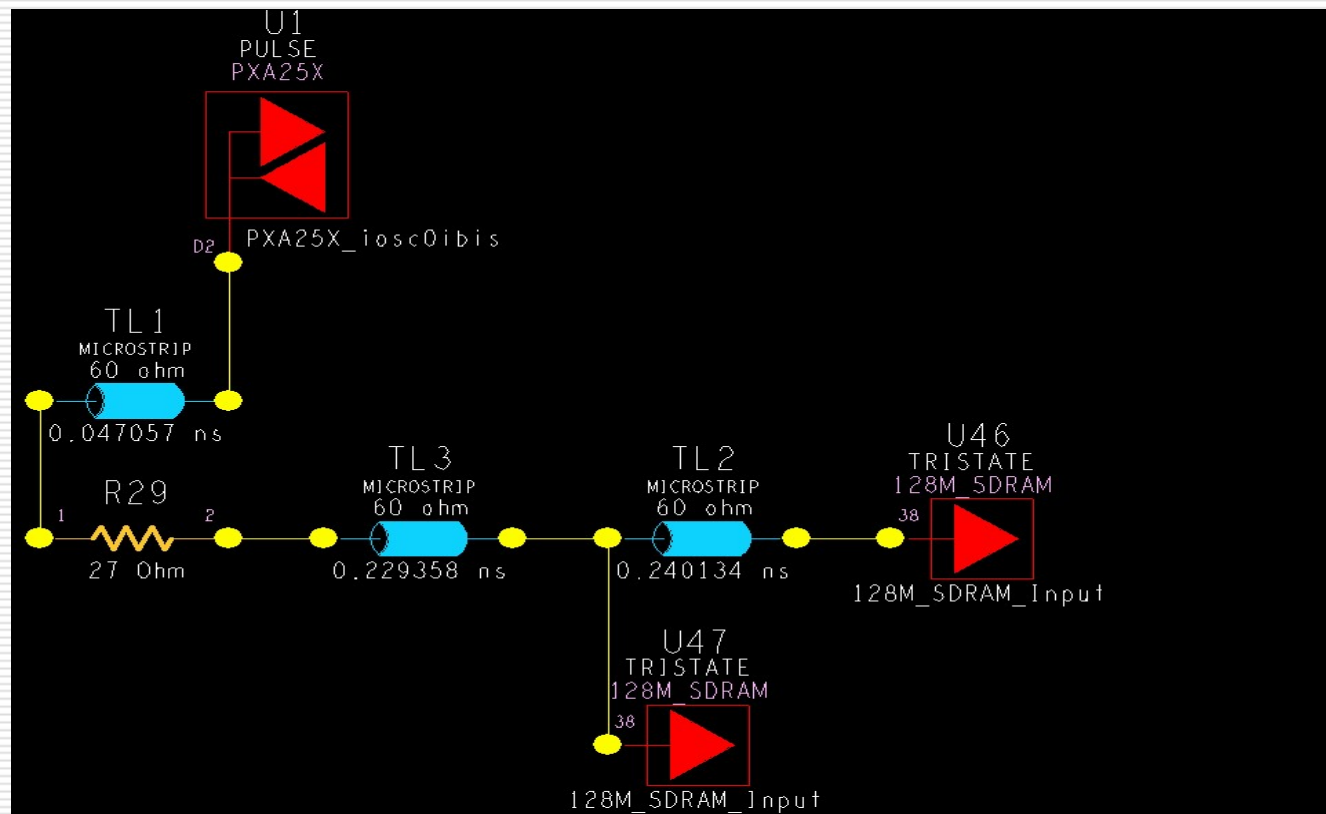 U1
PULSE
PXA25X
D2
PXA25X_iosc0ibis
TL1
MICROSTRIP
60 ohm
0.047057 ns
R29
1
2
27 Ohm
TL3
MICROSTRIP
60 ohm
0.229358 ns
TL2
MICROSTRIP
60 ohm
0.240134 ns
U46
TRISTATE
128M_SDRAM
38
128M_SDRAM_Input
U47
TRISTATE
128M_SDRAM
38
128M_SDRAM_Input